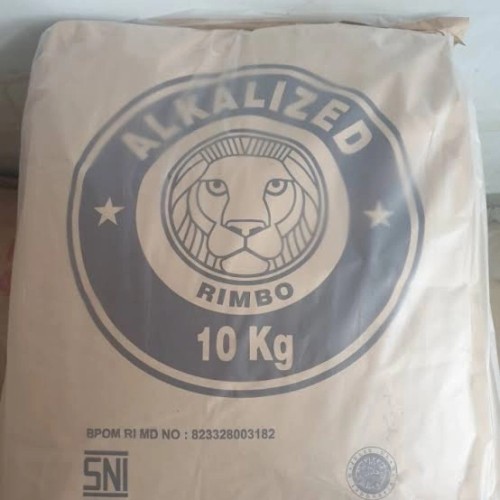 ALKALIZED
RIMBO
10 Kg
BPOM RI MD NO : 823328003182
SNI